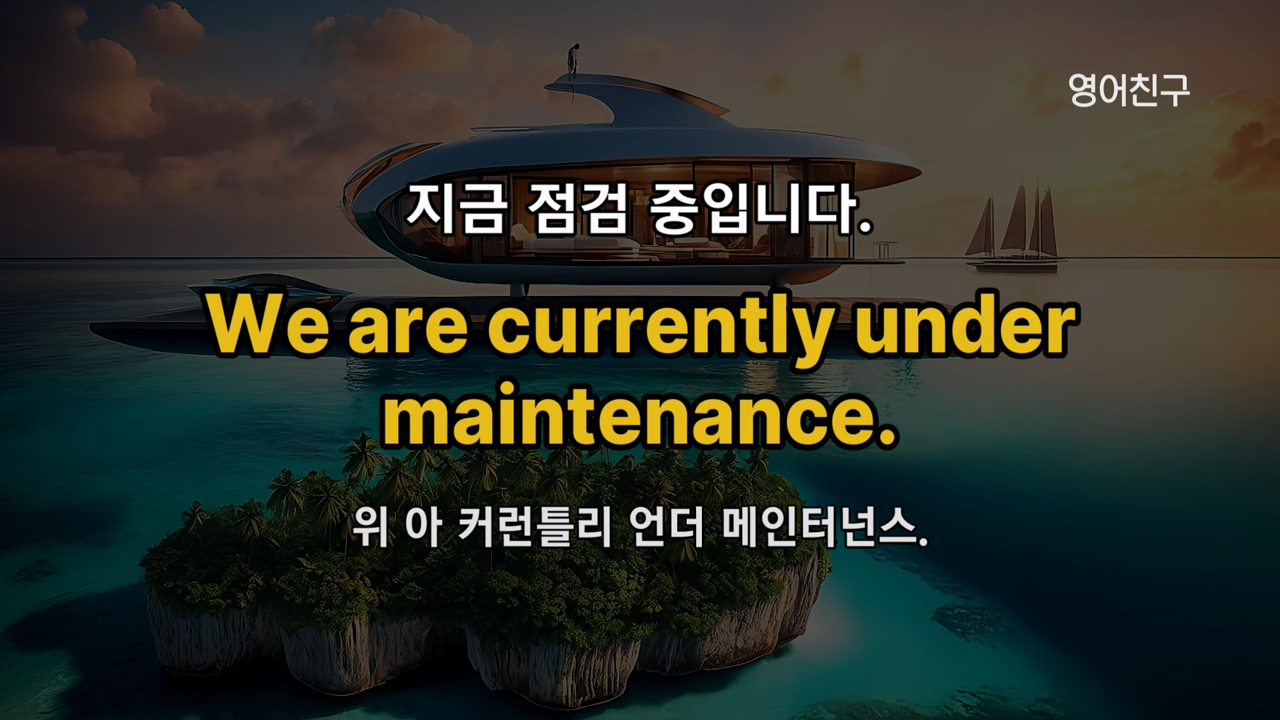 영어친구
지금 점검 중입니다.
We are currently under
maintenance.
위 아 커런틀리 언더 메인터넌스.